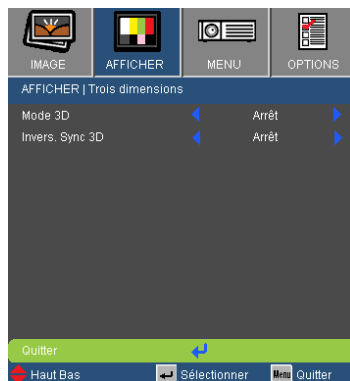 IMAGE AFFICHER MENU OPTIONS
AFFICHER | Trois dimensions
Mode 3D Arrêt
Invers. Sync 3D Arrêt
Quitter
Haut Bas Sélectionner Menu Quitter